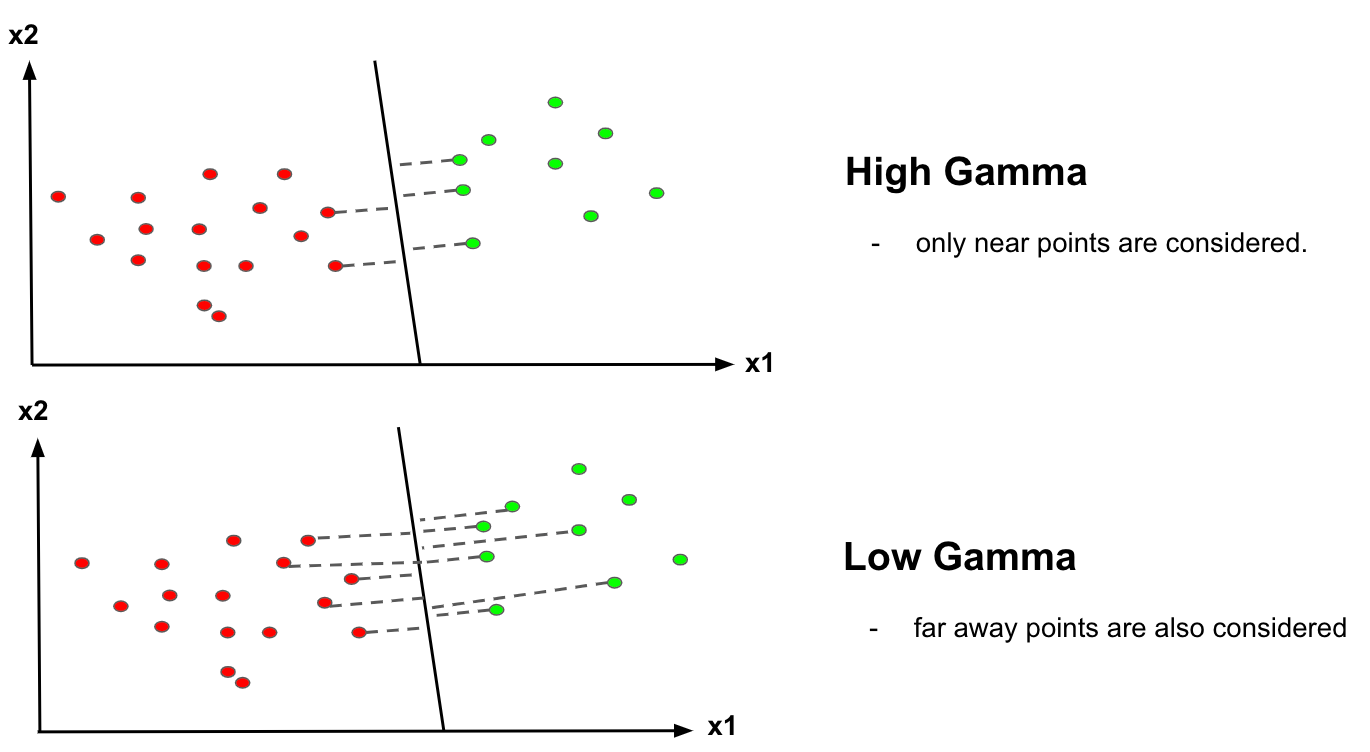 x2
High Gamma
- only near points are considered.
x1
x2
Low Gamma
- far away points are also considered
x1